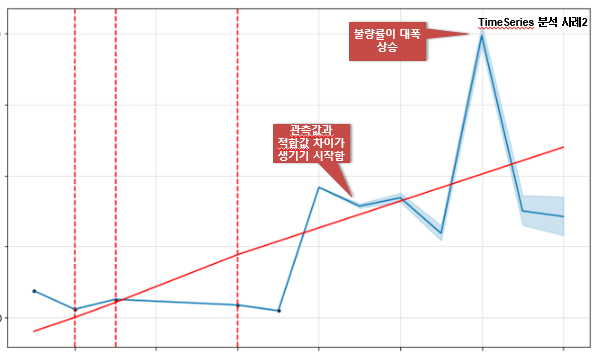 TimeSeries 분석 사례2
불량률이 대폭
상승
관측값과
적합값 차이가
생기기 시작함